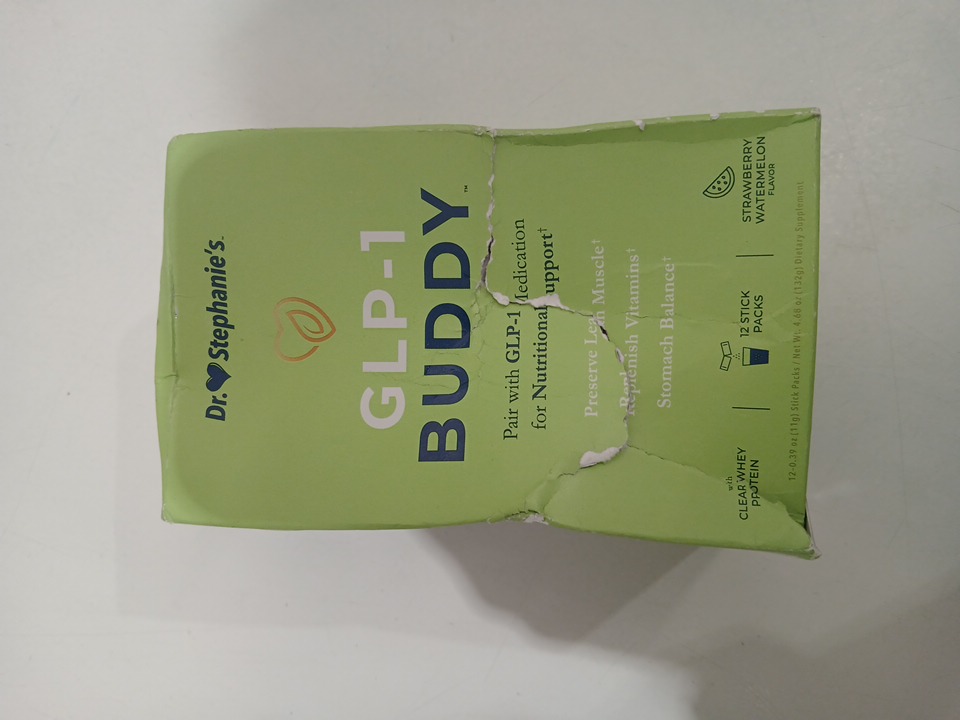 Dr. Stephanie's™
GLP-1
BUDDY™
Pair with GLP-1 Medication
for Nutritional Support†
Preserve Lean Muscle†
Replenish Vitamins†
Stomach Balance†
with
CLEAR WHEY
PROTEIN
12 STICK
PACKS
STRAWBERRY
WATERMELON
FLAVOR
12-0.39 oz (11g) Stick Packs / Net Wt. 4.66 oz (132g) Dietary Supplement